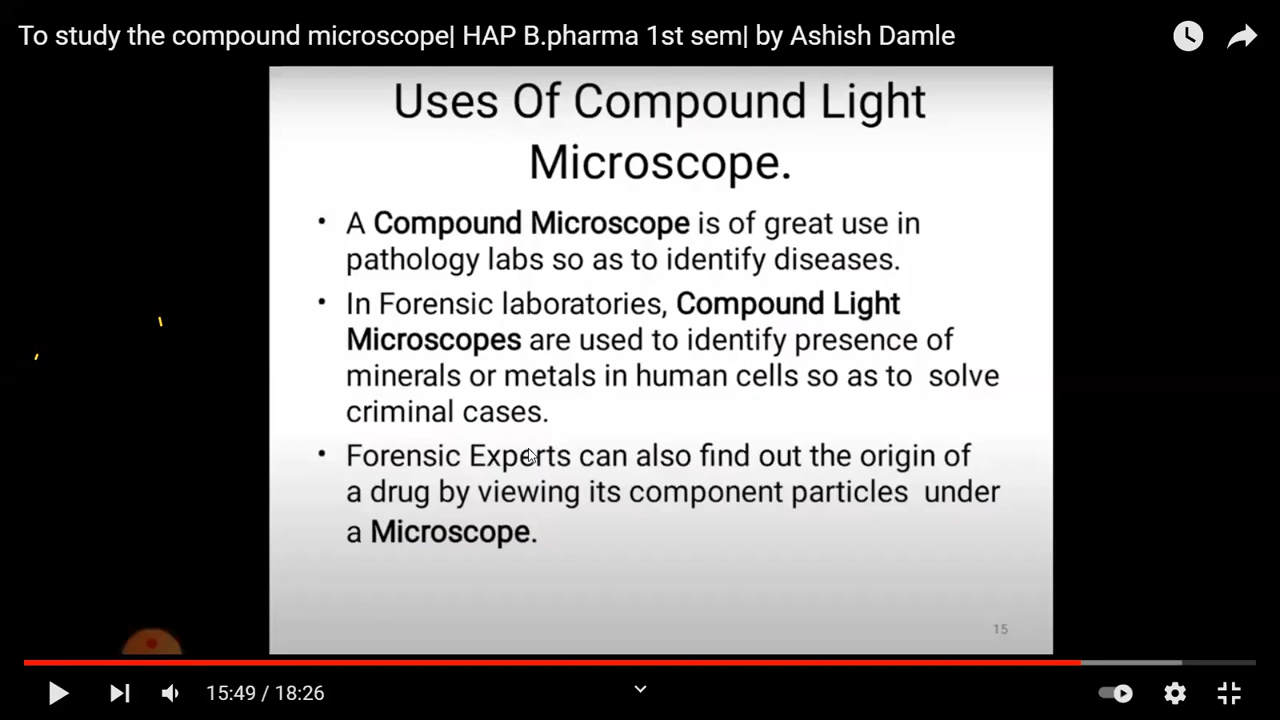 To study the compound microscope| HAP B.pharma 1st sem| by Ashish Damle
Uses Of Compound Light
Microscope.
• A Compound Microscope is of great use in
pathology labs so as to identify diseases.
• In Forensic laboratories, Compound Light
Microscopes are used to identify presence of
minerals or metals in human cells so as to solve
criminal cases.
• Forensic Experts can also find out the origin of
a drug by viewing its component particles under
a Microscope.
15
15:49 / 18:26